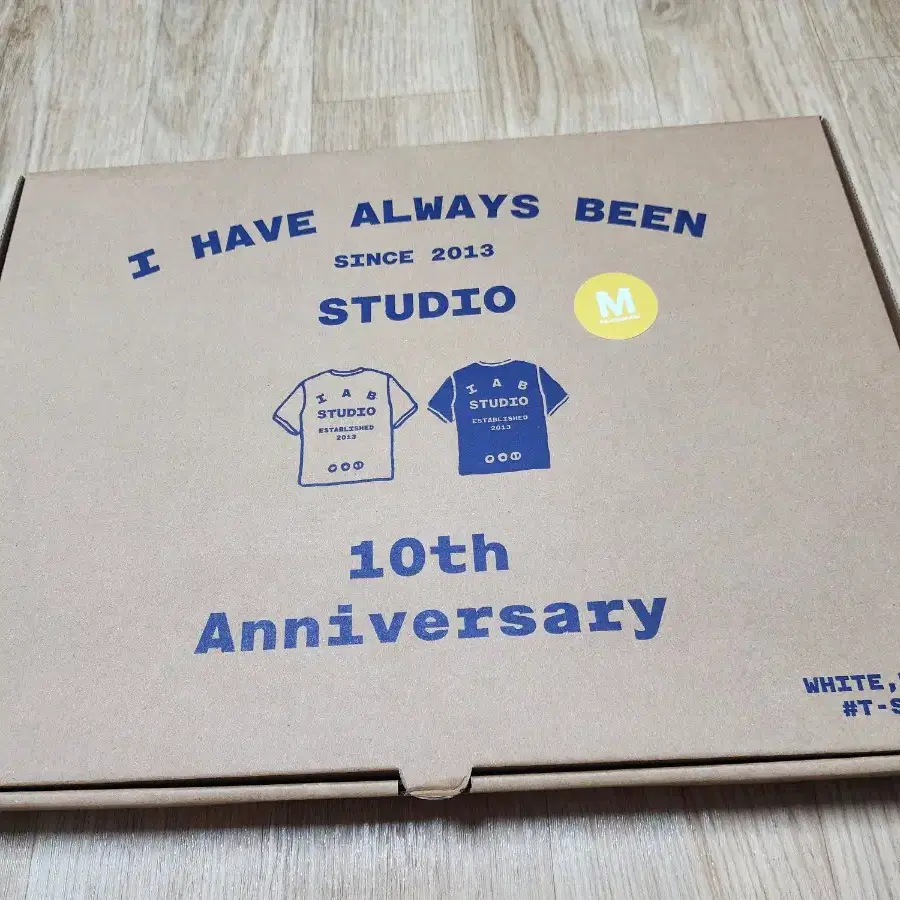 I HAVE ALWAYS BEEN
SINCE 2013
STUDIO
M
I A B
STUDIO
ESTABLISHED
2013
I A B
STUDIO
ESTABLISHED
2013
10th
Anniversary
WHITE,
#T-S